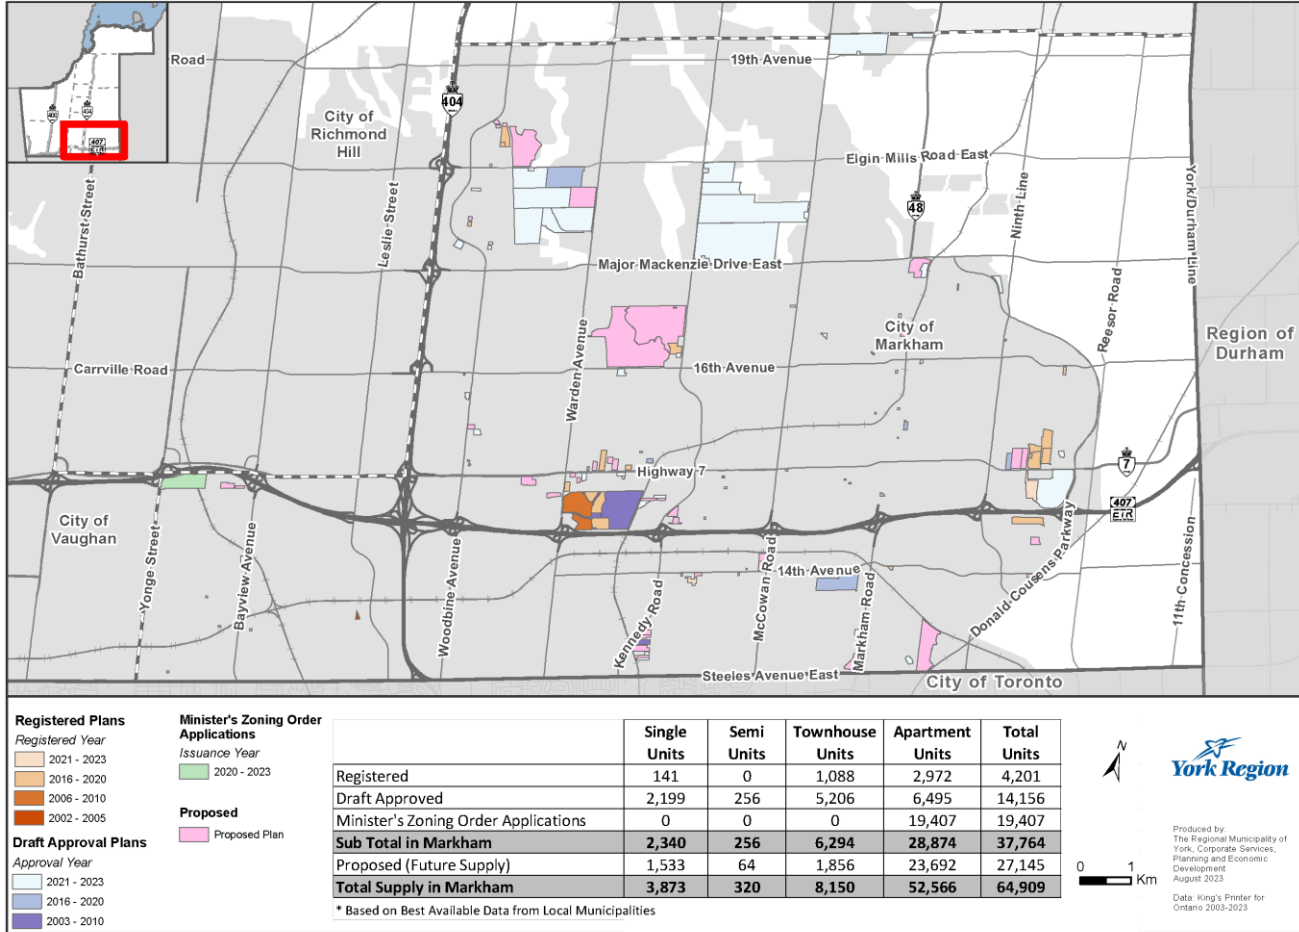 400
404
407
ETR
Road
19th Avenue
404
City of
Richmond
Hill
Elgin Mills Road East
48
Bathurst Street
Leslie Street
Ninth Line
York/Durham Line
Major Mackenzie Drive East
Reesor Road
City of
Markham
Region of
Durham
Warden Avenue
16th Avenue
Carrville Road
Highway 7
7
407
ETR
City of
Vaughan
Yonge Street
Bayview Avenue
Woodbine Avenue
Kennedy Road
McCowan Road
14th Avenue
Markham Road
Donald Cousens Parkway
11th Concession
Steeles Avenue East
City of Toronto
Registered Plans
Registered Year
2021 - 2023
2016 - 2020
2006 - 2010
2002 - 2005
Draft Approval Plans
Approval Year
2021 - 2023
2016 - 2020
2003 - 2010
Minister's Zoning Order
Applications
Issuance Year
2020 - 2023
Proposed
Proposed Plan
Single Units Semi Units Townhouse Units Apartment Units Total Units
Registered 141 0 1,088 2,972 4,201
Draft Approved 2,199 256 5,206 6,495 14,156
Minister's Zoning Order Applications 0 0 0 19,407 19,407
Sub Total in Markham 2,340 256 6,294 28,874 37,764
Proposed (Future Supply) 1,533 64 1,856 23,692 27,145
Total Supply in Markham 3,873 320 8,150 52,566 64,909
* Based on Best Available Data from Local Municipalities
N
0 1
Km
York Region
Produced by:
The Regional Municipality of
York, Corporate Services,
Planning and Economic
Development
August 2023
Data: King's Printer for
Ontario 2003-2023